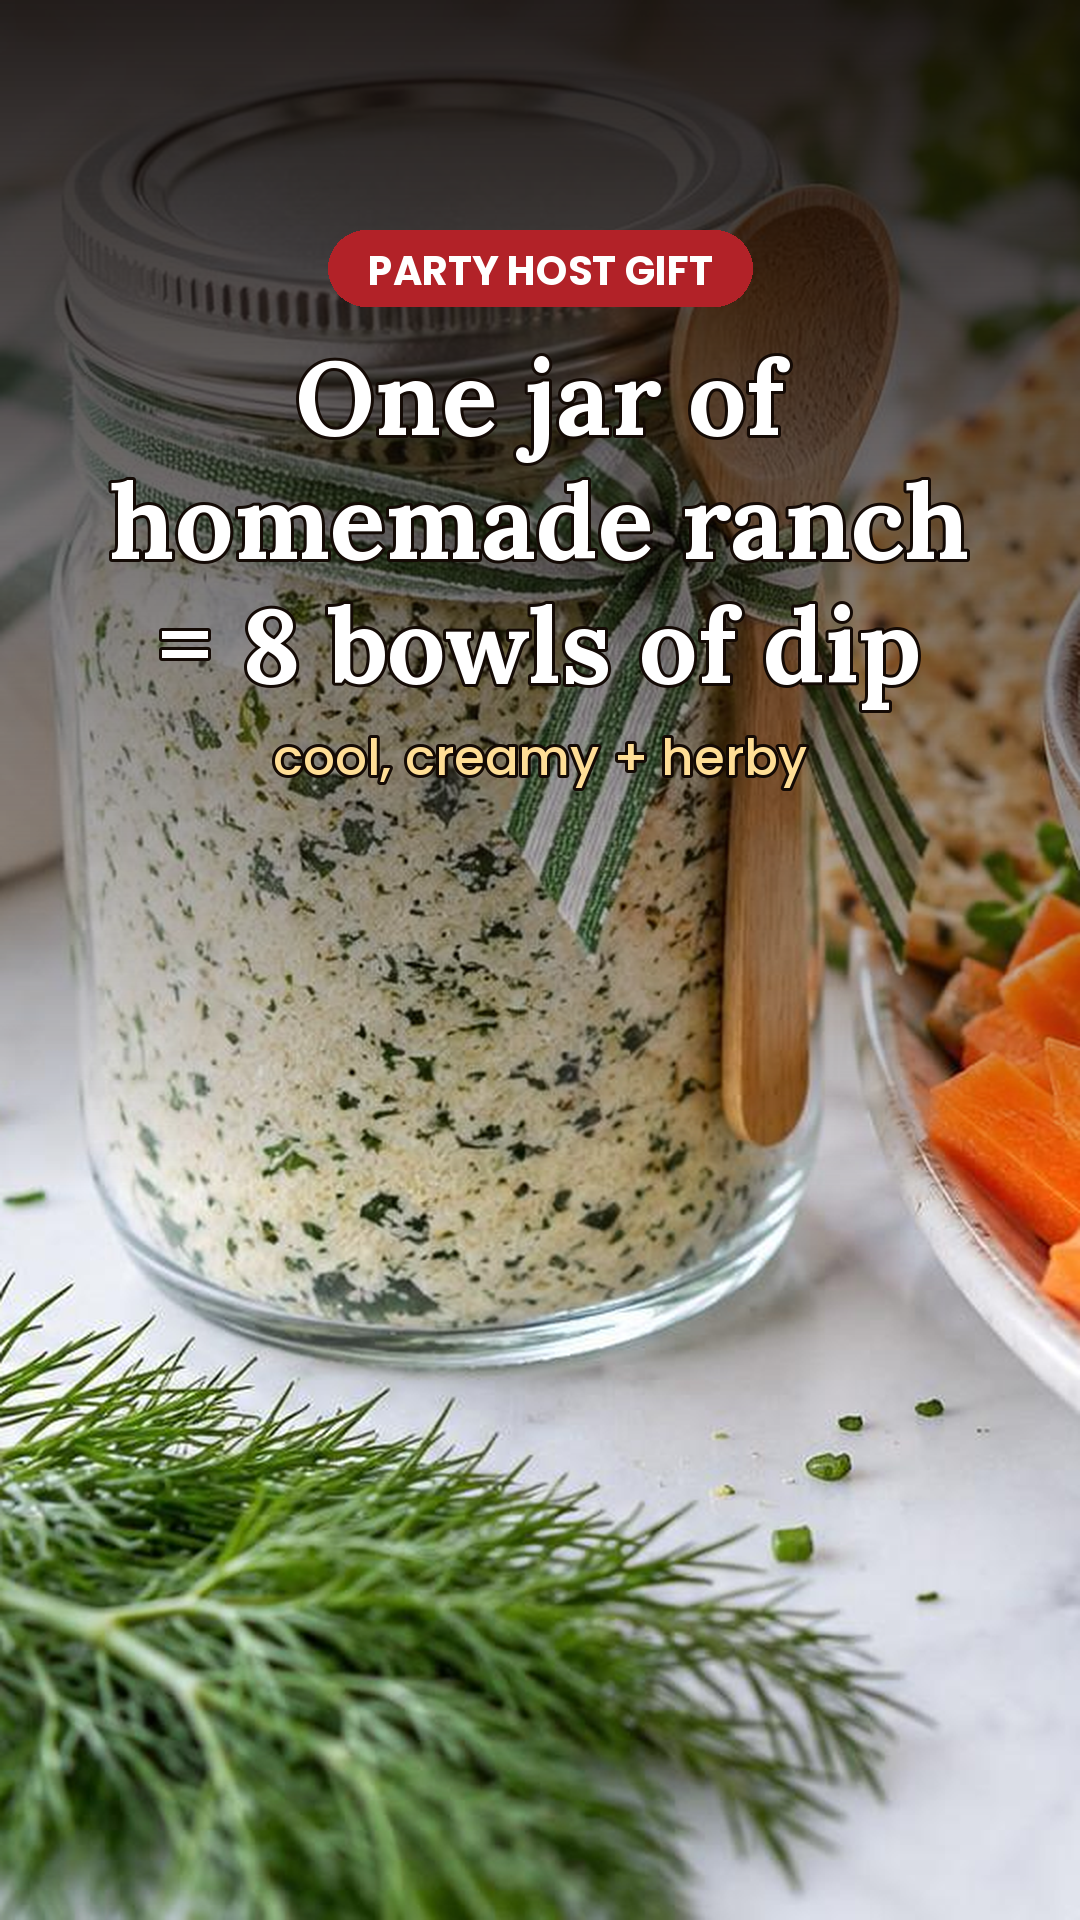 PARTY HOST GIFT
One jar of
homemade ranch
= 8 bowls of dip
cool, creamy + herby